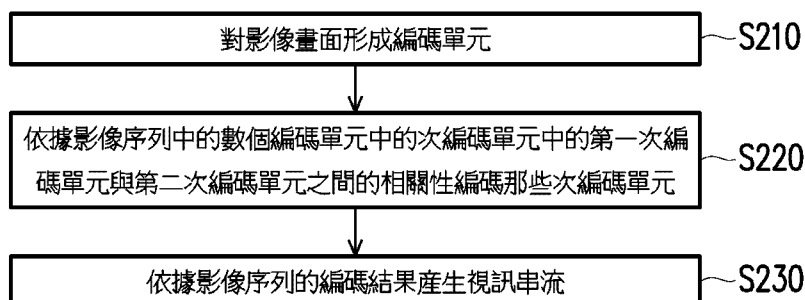 對影像畫面形成編碼單元
S210
依據影像序列中的數個編碼單元中的次編碼單元中的第一次編
碼單元與第二次編碼單元之間的相關性編碼那些次編碼單元
S220
依據影像序列的編碼結果產生視訊串流
S230